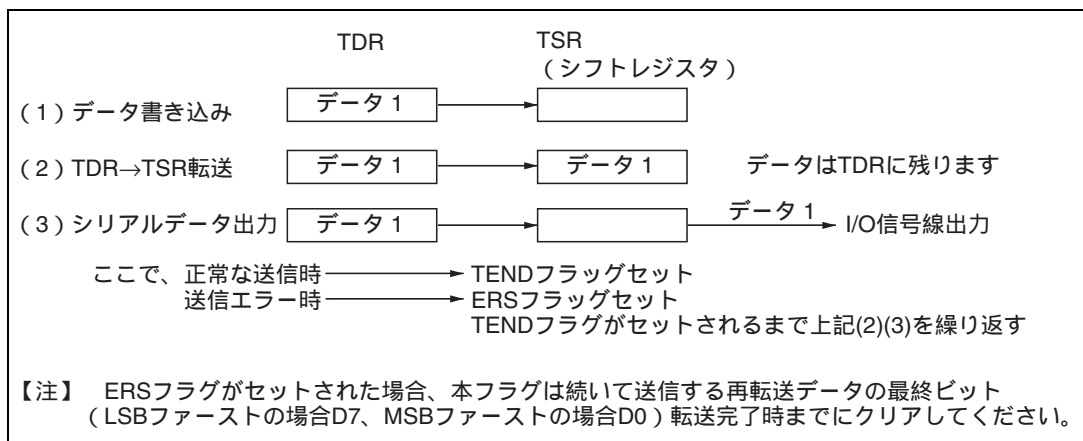 TDR TSR
(シフトレジスタ)
(1)データ書き込み データ1
(2)TDR→TSR転送 データ1 データ1 データはTDRに残ります
(3)シリアルデータ出力 データ1 データ1 I/O信号線出力
ここで、正常な送信時 TENDフラッグセット
送信エラー時 ERSフラッグセット
TENDフラグがセットされるまで上記(2)(3)を繰り返す
【注】 ERSフラグがセットされた場合、本フラグは続いて送信する再転送データの最終ビット
(LSBファーストの場合D7、MSBファーストの場合D0)転送完了時までにクリアしてください。